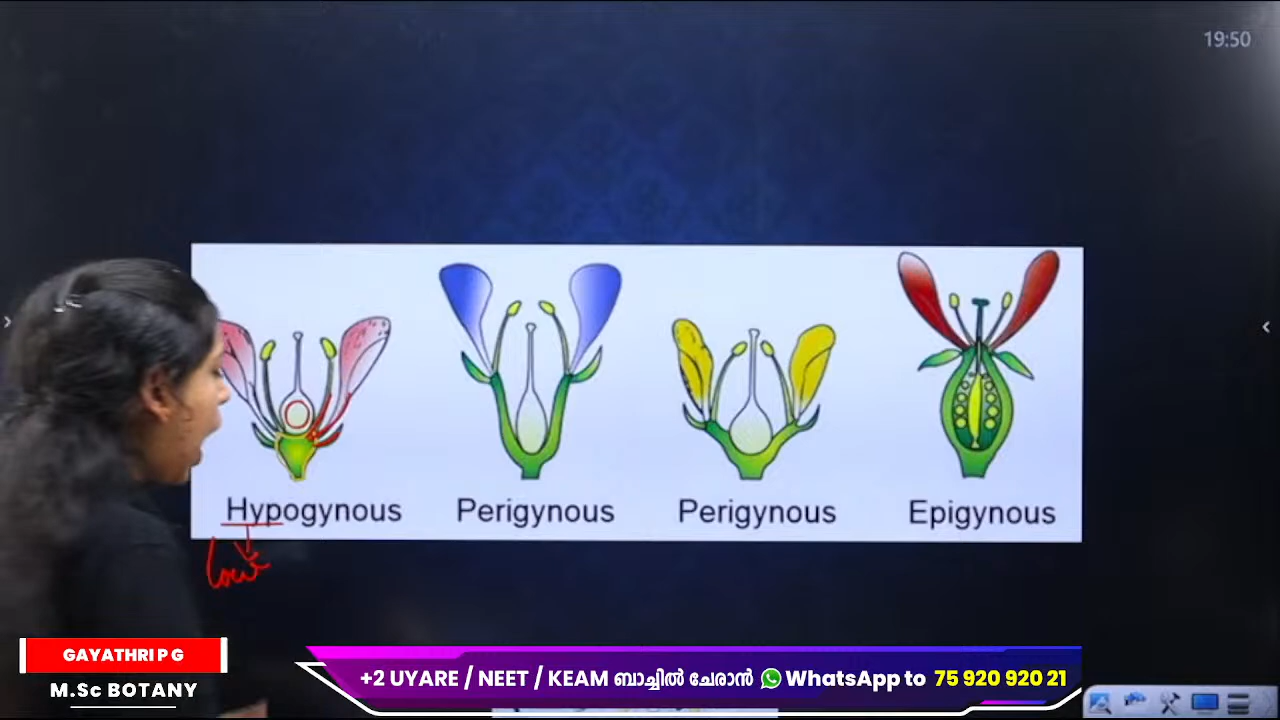 19:50
Hypogynous Perigynous Perigynous Epigynous
GAYATHRI P G
M.Sc BOTANY
+2 UYARE / NEET / KEAM ബാച്ചിൽ ചേരാൻ WhatsApp to 75 920 920 21